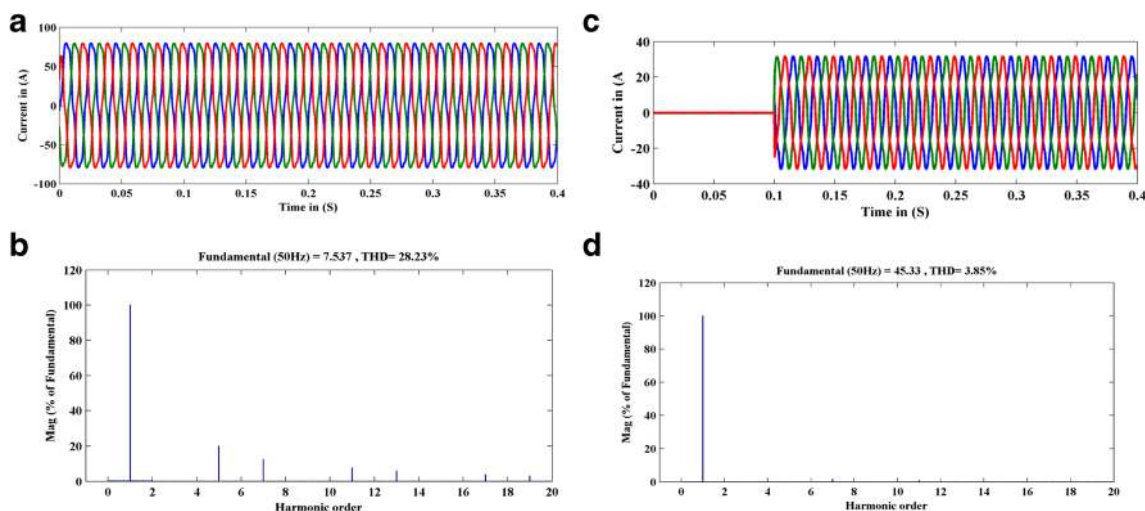 a
100
50
0
-50
-100
Current in (A)
0 0.05 0.1 0.15 0.2 0.25 0.3 0.35 0.4
Time in (S)
b
Fundamental (50Hz) = 7.537 , THD= 28.23%
120
100
80
60
40
20
0
Mag (% of Fundamental)
0 2 4 6 8 10 12 14 16 18 20
Harmonic order
c
40
20
0
-20
-40
Current in (A
0 0.05 0.1 0.15 0.2 0.25 0.3 0.35 0.4
Time in (S)
d
Fundamental (50Hz) = 45.33 , THD= 3.85%
120
100
80
60
40
20
0
Mag (% of Fundamental)
0 2 4 6 8 10 12 14 16 18 20
Harmonic order